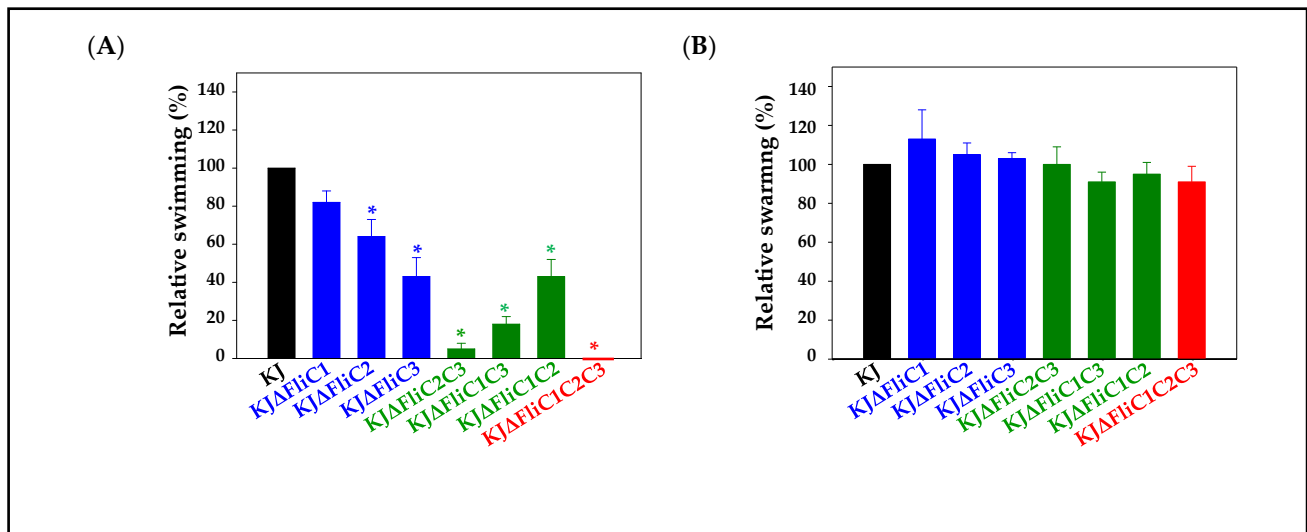 (A)
Relative swimming (%)
140
120
100
80
60
40
20
0
*
*
*
*
*
*
KJ
KJΔFliC1
KJΔFliC2
KJΔFliC3
KJΔFliC2C3
KJΔFliC1C3
KJΔFliC1C2
KJΔFliC1C2C3
(B)
Relative swarmng (%)
140
120
100
80
60
40
20
0
KJ
KJΔFliC1
KJΔFliC2
KJΔFliC3
KJΔFliC2C3
KJΔFliC1C3
KJΔFliC1C2
KJΔFliC1C2C3